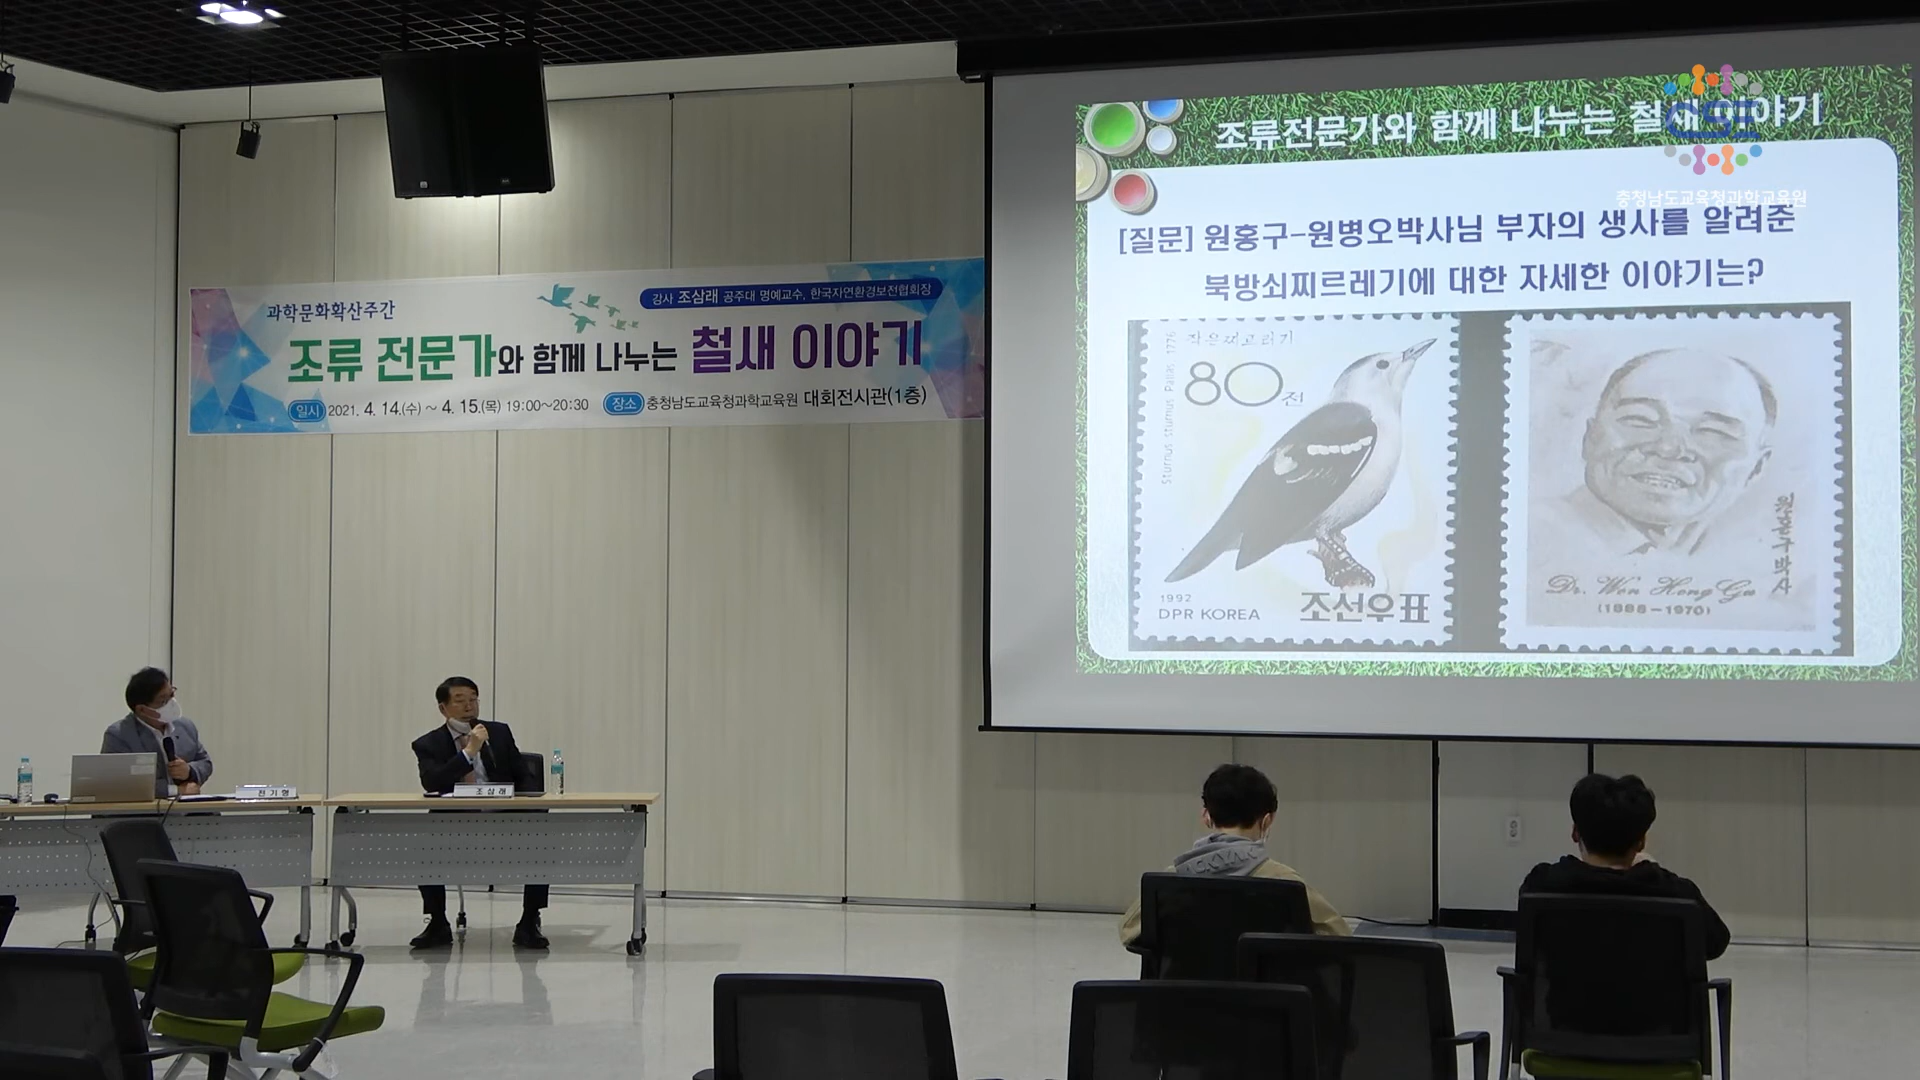 조류전문가와 함께 나누는 철새 이야기
CSE
충청남도교육청과학교육원
[질문] 원홍구-원병오박사님 부자의 생사를 알려준
북방쇠찌르레기에 대한 자세한 이야기는?
작은찌고러기
80전
Sturnus sturnus Pallas, 1776
1992
DPR KOREA
조선우표
원홍구박사
Dr. Won Hong Gu
(1888-1970)
과학문화확산주간
강사 조삼래 공주대 명예교수, 한국자연환경보전협회장
조류 전문가와 함께 나누는 철새 이야기
일시 2021. 4. 14.(수) ~ 4. 15.(목) 19:00~20:30 장소 충청남도교육청과학교육원 대회전시관(1층)
전기형
조삼래